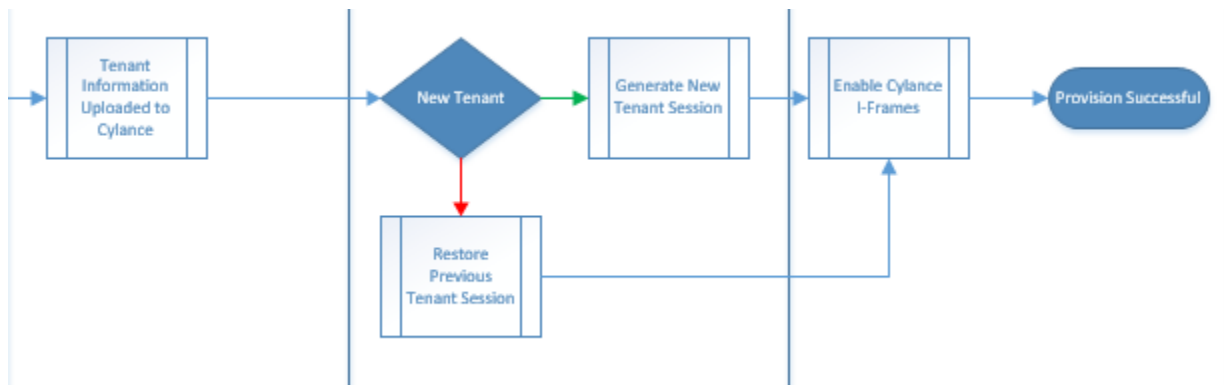 Tenant
Information
Uploaded to
Cylance
New Tenant
Generate New
Tenant Session
Enable Cylance
I-Frames
Provision Successful
Restore
Previous
Tenant Session